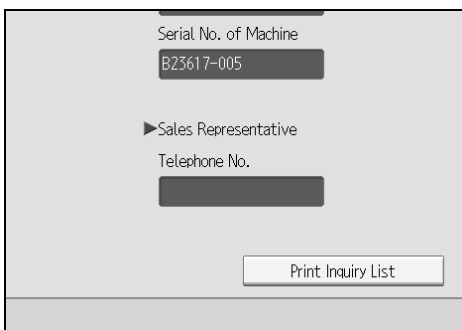 Serial No. of Machine
B23617-005
▶Sales Representative
Telephone No.
Print Inquiry List